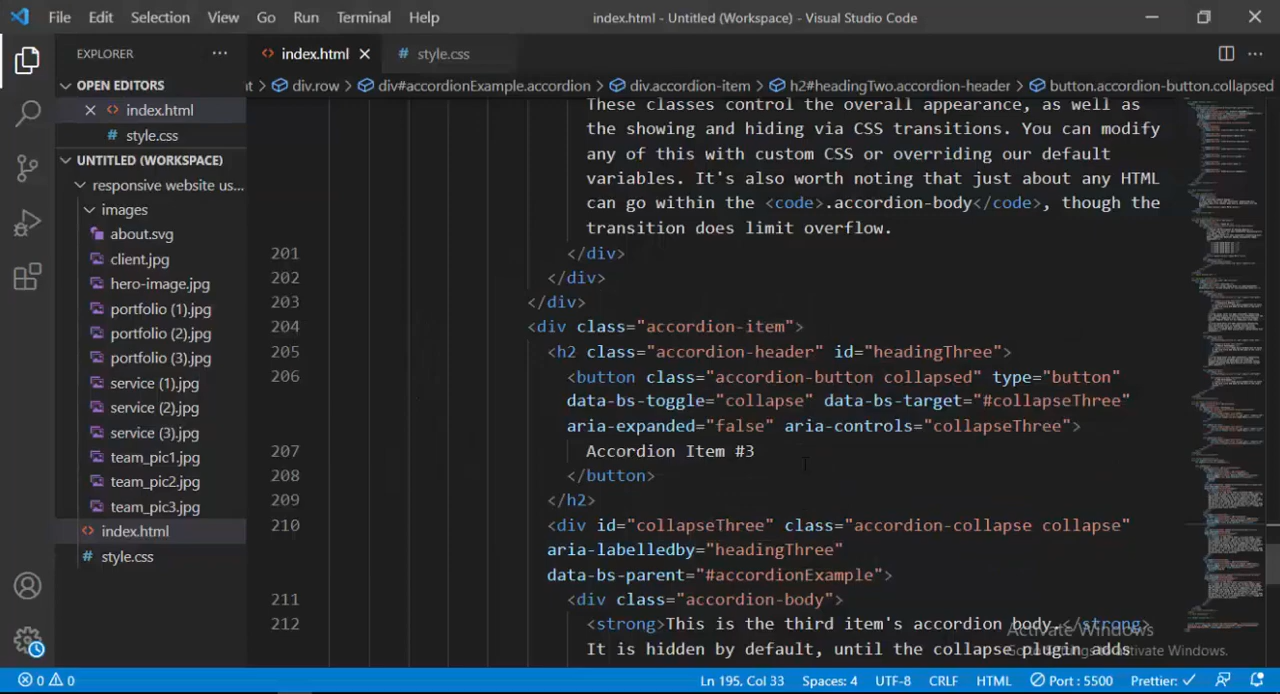 File Edit Selection View Go Run Terminal Help index.html - Untitled (Workspace) - Visual Studio Code
EXPLORER ··· <> index.html × # style.css ···
OPEN EDITORS
× <> index.html
# style.css
UNTITLED (WORKSPACE)
responsive website us...
images
about.svg
client.jpg
hero-image.jpg
portfolio (1).jpg
portfolio (2).jpg
portfolio (3).jpg
service (1).jpg
service (2).jpg
service (3).jpg
team_pic1.jpg
team_pic2.jpg
team_pic3.jpg
<> index.html
# style.css
t > div.row > div#accordionExample.accordion > div.accordion-item > h2#headingTwo.accordion-header > button.accordion-button.collapsed
These classes control the overall appearance, as well as
the showing and hiding via CSS transitions. You can modify
any of this with custom CSS or overriding our default
variables. It's also worth noting that just about any HTML
can go within the <code>.accordion-body</code>, though the
transition does limit overflow.
201 </div>
202 </div>
203 </div>
204 <div class="accordion-item">
205 <h2 class="accordion-header" id="headingThree">
206 <button class="accordion-button collapsed" type="button"
data-bs-toggle="collapse" data-bs-target="#collapseThree"
aria-expanded="false" aria-controls="collapseThree">
207 Accordion Item #3
208 </button>
209 </h2>
210 <div id="collapseThree" class="accordion-collapse collapse"
aria-labelledby="headingThree"
data-bs-parent="#accordionExample">
211 <div class="accordion-body">
212 <strong>This is the third item's accordion body.</strong>
It is hidden by default, until the collapse plugin adds
Activate Windows
Go to Settings to activate Windows.
0 0 Ln 195, Col 33 Spaces: 4 UTF-8 CRLF HTML Port : 5500 Prettier: ✓